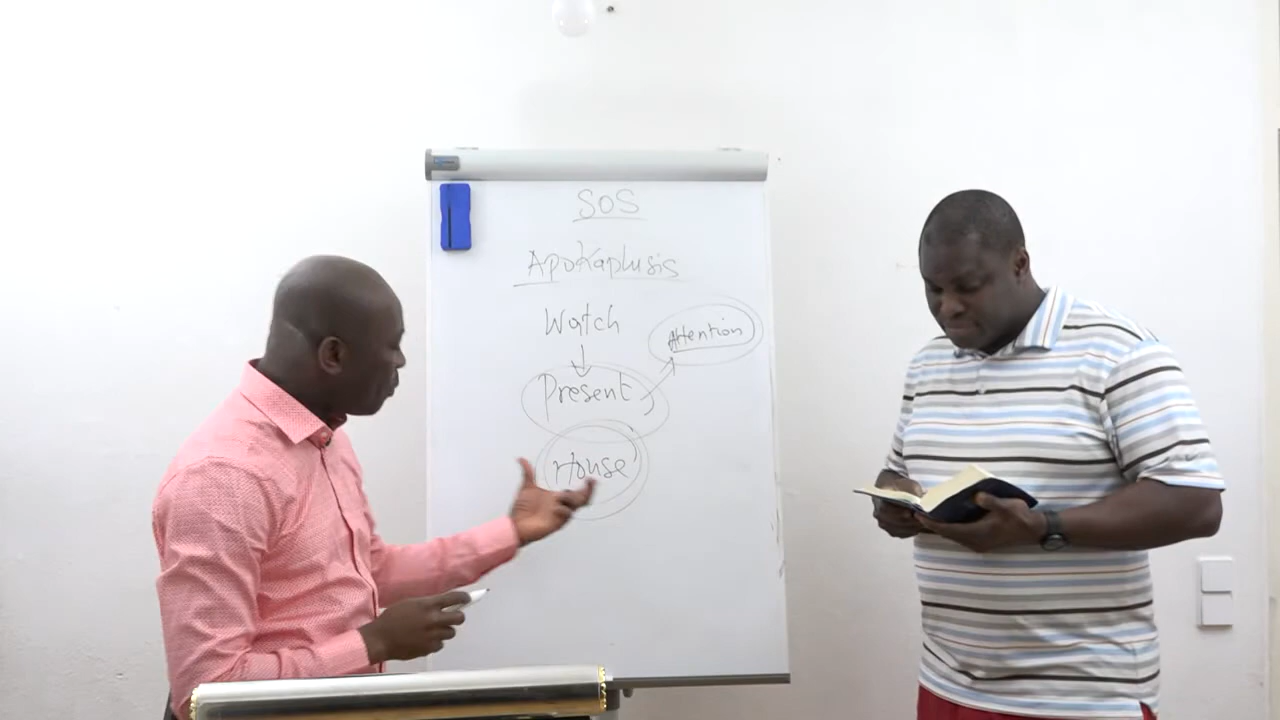 SOS
Apokaplusis
Watch
Attention
Present
House